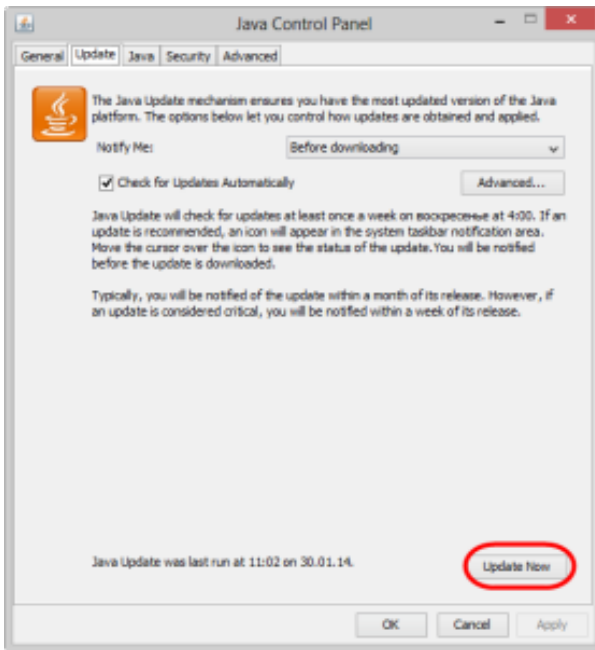 Java Control Panel
General Update Java Security Advanced
The Java Update mechanism ensures you have the most updated version of the Java
platform. The options below let you control how updates are obtained and applied.
Notify Me: Before downloading
Check for Updates Automatically Advanced...
Java Update will check for updates at least once a week on воскресенье at 4:00. If an
update is recommended, an icon will appear in the system taskbar notification area.
Move the cursor over the icon to see the status of the update. You will be notified
before the update is downloaded.
Typically, you will be notified of the update within a month of its release. However, if
an update is considered critical, you will be notified within a week of its release.
Java Update was last run at 11:02 on 30.01.14.
Update Now
OK Cancel Apply